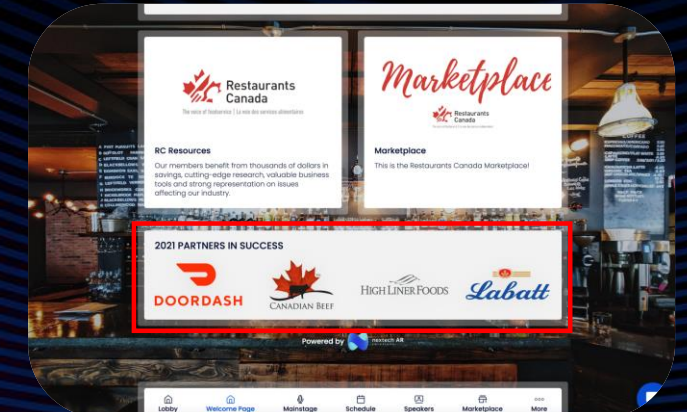 Restaurants
Canada
The voice of foodservice | La voix des services alimentaires
RC Resources
Our members benefit from thousands of dollars in
savings, cutting-edge research, valuable business
tools and strong representation on issues
affecting our industry.
Marketplace
Restaurants
Canada
Marketplace
This is the Restaurants Canada Marketplace!
COFFEE
2021 PARTNERS IN SUCCESS
DOORDASH
CANADIAN BEEF
HIGH LINER FOODS
Labatt
Powered by nextech AR
Lobby
Welcome Page
Mainstage
Schedule
Speakers
Marketplace
More